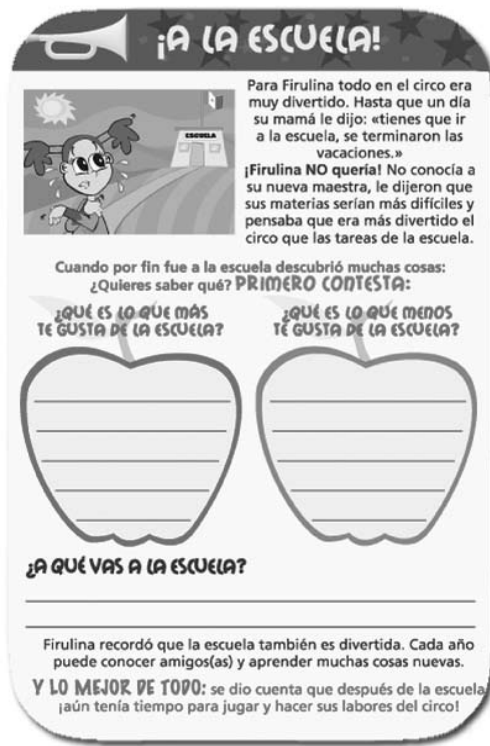 ¡A LA ESCUELA!
Para Firulina todo en el circo era
muy divertido. Hasta que un día
su mamá le dijo: «tienes que ir
a la escuela, se terminaron las
vacaciones.»
¡Firulina NO quería! No conocía a
su nueva maestra, le dijeron que
sus materias serían más difíciles y
pensaba que era más divertido el
circo que las tareas de la escuela.
ESCUELA
Cuando por fin fue a la escuela descubrió muchas cosas:
¿Quieres saber qué? PRIMERO CONTESTA:
¿QUÉ ES LO QUE MÁS
TE GUSTA DE LA ESCUELA?
¿QUÉ ES LO QUE MENOS
TE GUSTA DE LA ESCUELA?
¿A QUÉ VAS A LA ESCUELA?
Firulina recordó que la escuela también es divertida. Cada año
puede conocer amigos(as) y aprender muchas cosas nuevas.
Y LO MEJOR DE TODO: se dio cuenta que después de la escuela
¡aún tenía tiempo para jugar y hacer sus labores del circo!